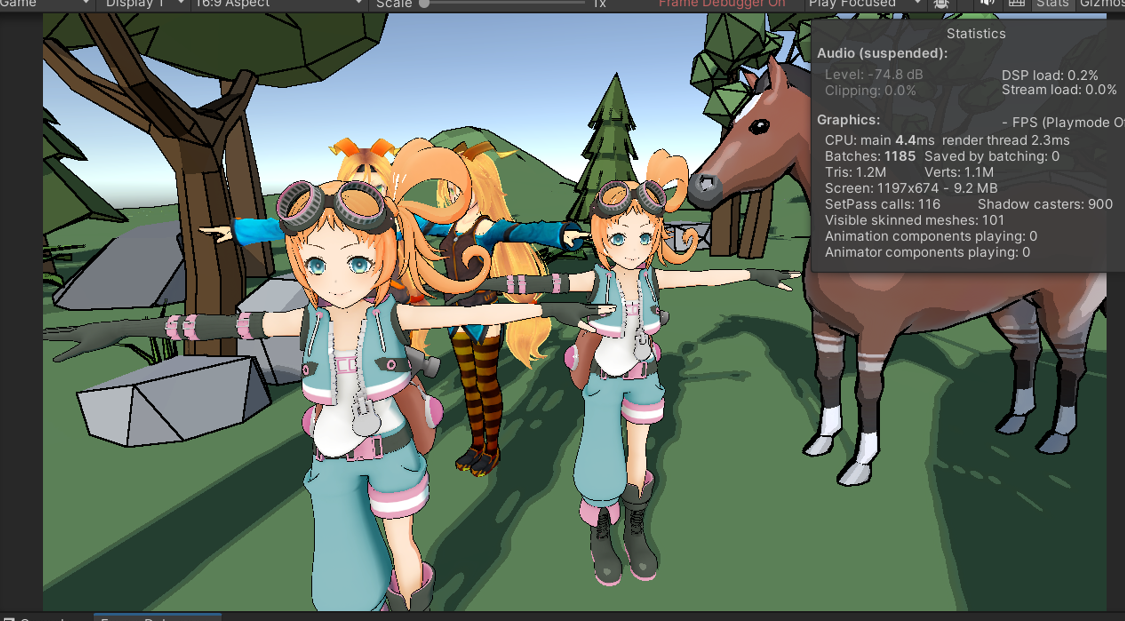 Game Display 1 16:9 Aspect Scale 1x Frame Debugger On Play Focused Stats Gizmos
Statistics
Audio (suspended):
Level: -74.8 dB DSP load: 0.2%
Clipping: 0.0% Stream load: 0.0%
Graphics: - FPS (Playmode O
CPU: main 4.4ms render thread 2.3ms
Batches: 1185 Saved by batching: 0
Tris: 1.2M Verts: 1.1M
Screen: 1197x674 - 9.2 MB
SetPass calls: 116 Shadow casters: 900
Visible skinned meshes: 101
Animation components playing: 0
Animator components playing: 0